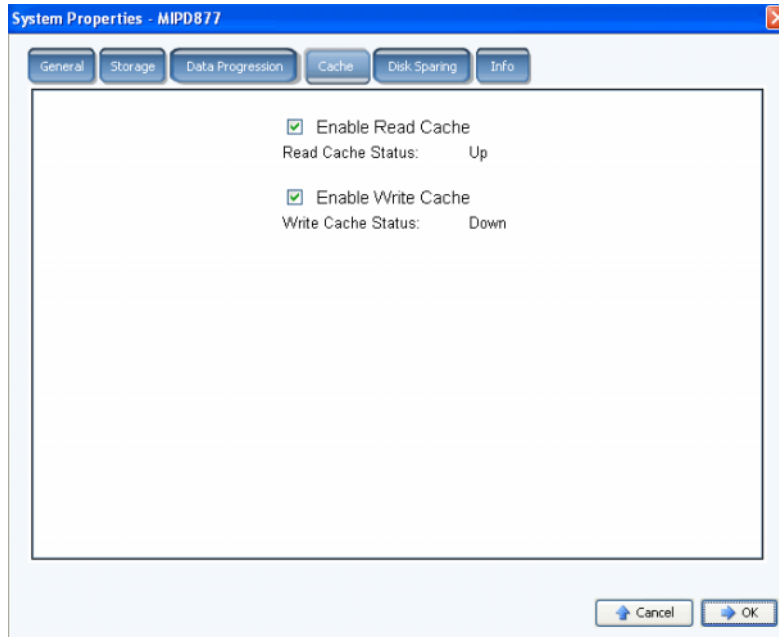 System Properties - MIPD877
General Storage Data Progression Cache Disk Sparing Info
Enable Read Cache
Read Cache Status: Up
Enable Write Cache
Write Cache Status: Down
Cancel OK